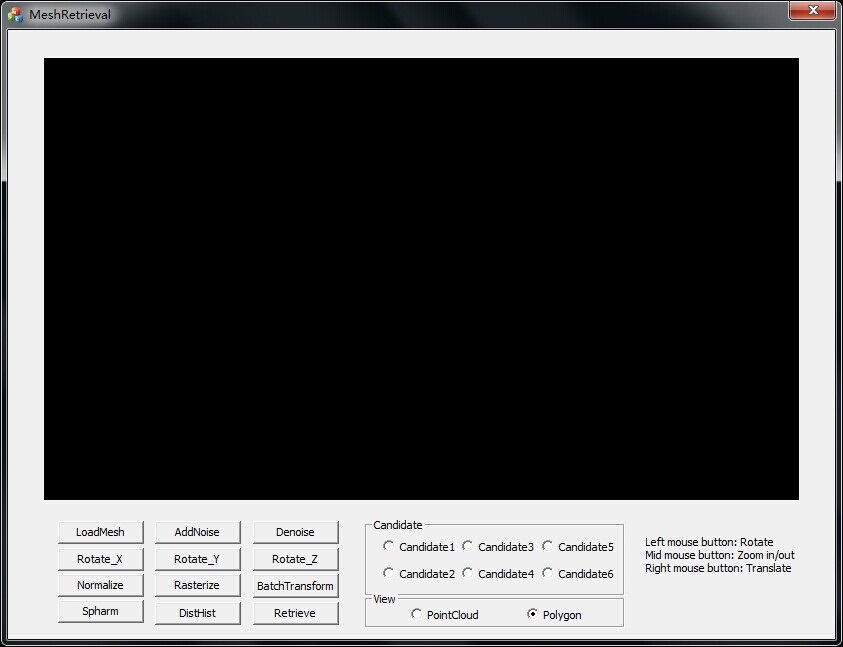 MeshRetrieval
LoadMesh AddNoise Denoise
Rotate_X Rotate_Y Rotate_Z
Normalize Rasterize BatchTransform
Spharm DistHist Retrieve
Candidate
Candidate1 Candidate3 Candidate5
Candidate2 Candidate4 Candidate6
View
PointCloud Polygon
Left mouse button: Rotate
Mid mouse button: Zoom in/out
Right mouse button: Translate